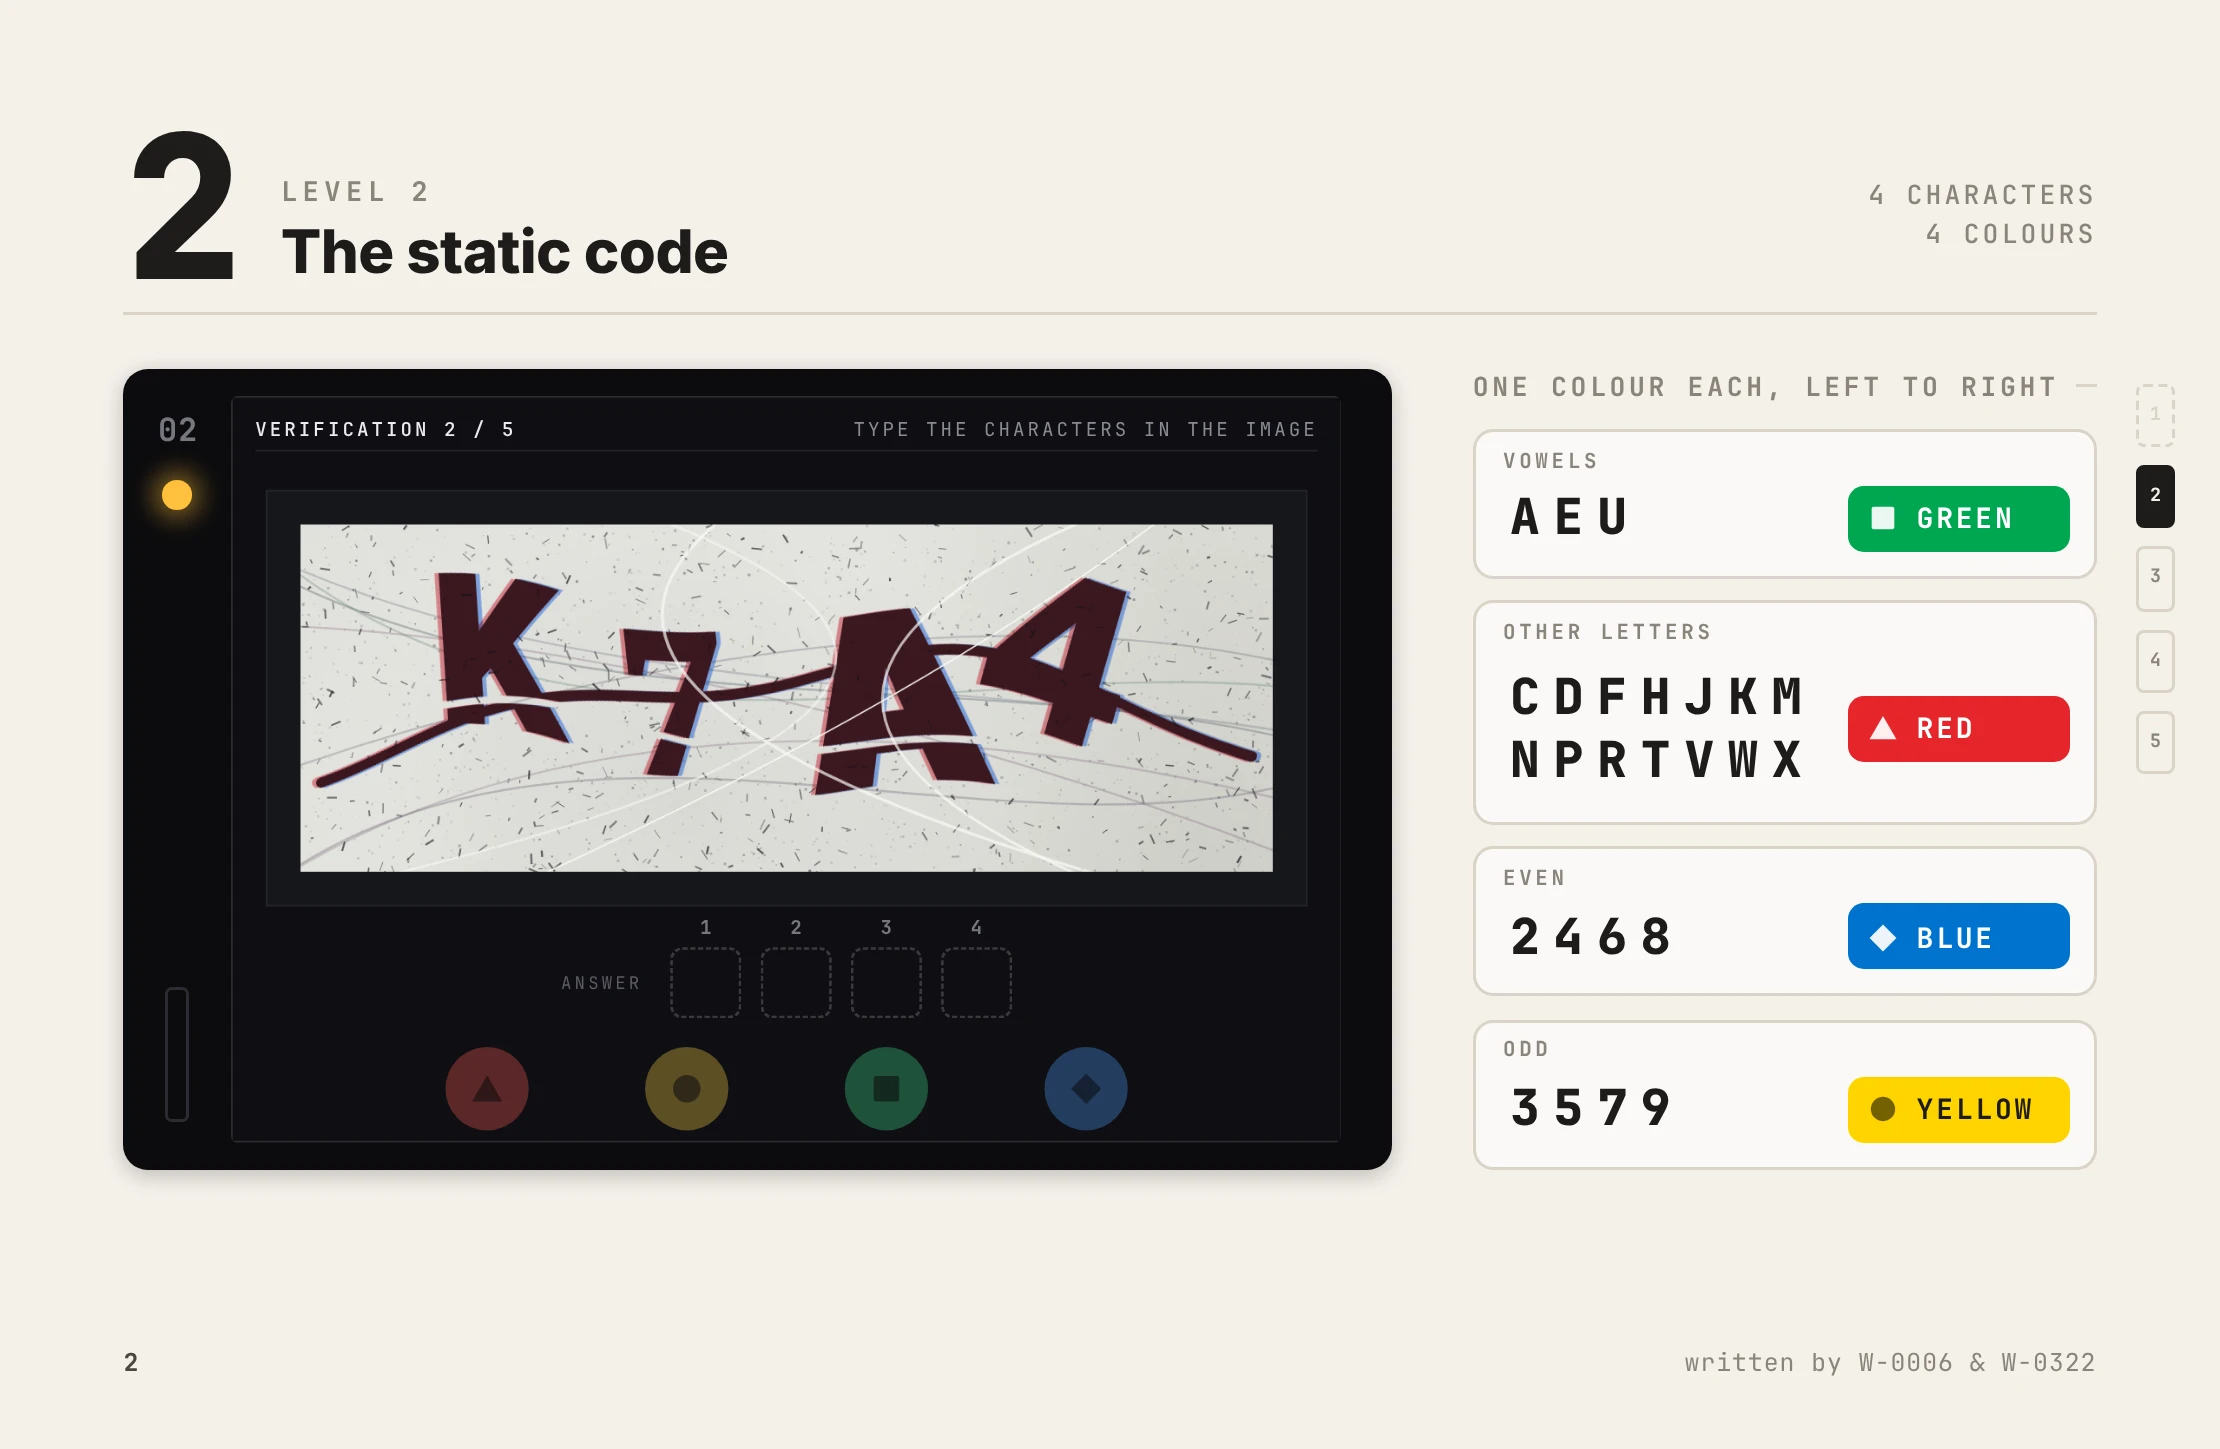 2
LEVEL 2
The static code
4 CHARACTERS
4 COLOURS
02
VERIFICATION 2 / 5
TYPE THE CHARACTERS IN THE IMAGE
K7A4
1 2 3 4
ANSWER
ONE COLOUR EACH, LEFT TO RIGHT
VOWELS
A E U
GREEN
OTHER LETTERS
C D F H J K M
N P R T V W X
RED
EVEN
2 4 6 8
BLUE
ODD
3 5 7 9
YELLOW
1
2
3
4
5
2
written by W-0006 & W-0322